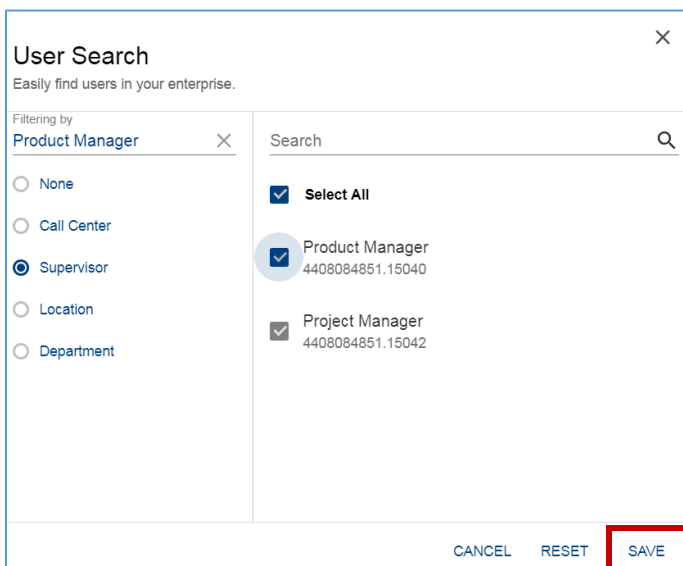 User Search
Easily find users in your enterprise.
Filtering by
Product Manager
None
Call Center
Supervisor
Location
Department
Search
Select All
Product Manager
4408084851.15040
Project Manager
4408084851.15042
CANCEL RESET SAVE